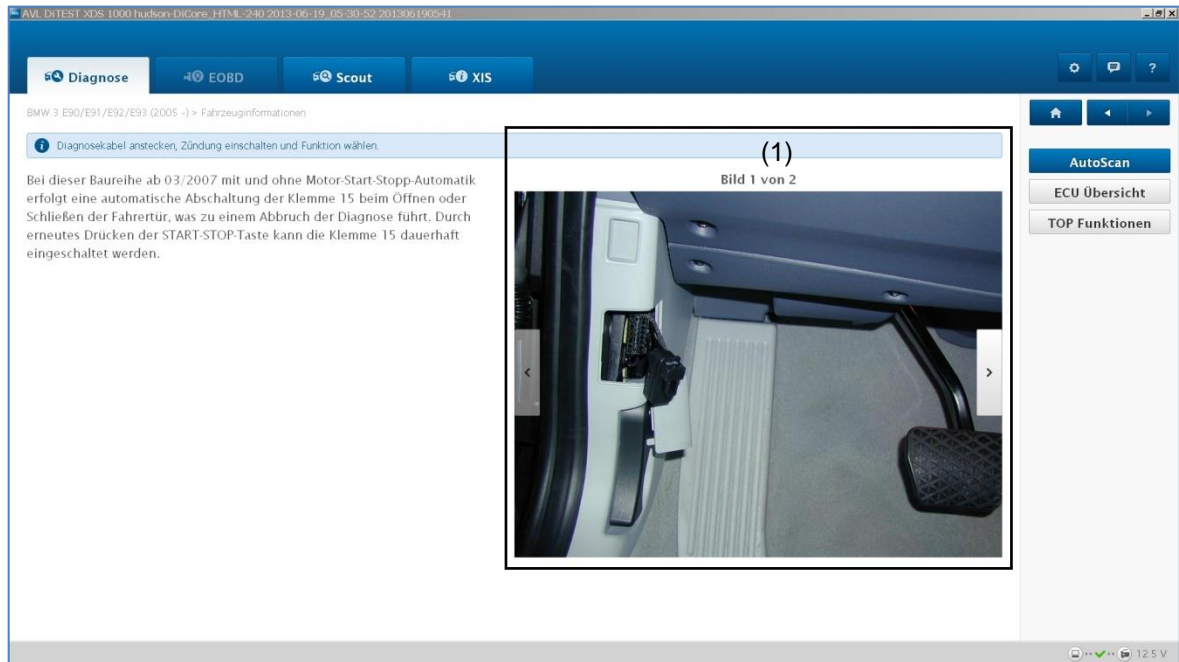 AVL DiTEST XDS 1000 hudson-DiCore_HTML-240 2013-06-19_05-30-52 201306190541
Diagnose
EOBD
Scout
XIS
?
BMW 3 E90/E91/E92/E93 (2005 -) > Fahrzeuginformationen
Diagnosekabel anstecken, Zündung einschalten und Funktion wählen.
(1)
Bild 1 von 2
Bei dieser Baureihe ab 03/2007 mit und ohne Motor-Start-Stopp-Automatik
erfolgt eine automatische Abschaltung der Klemme 15 beim Öffnen oder
Schließen der Fahrertür, was zu einem Abbruch der Diagnose führt. Durch
erneutes Drücken der START-STOP-Taste kann die Klemme 15 dauerhaft
eingeschaltet werden.
AutoScan
ECU Übersicht
TOP Funktionen
12.5 V